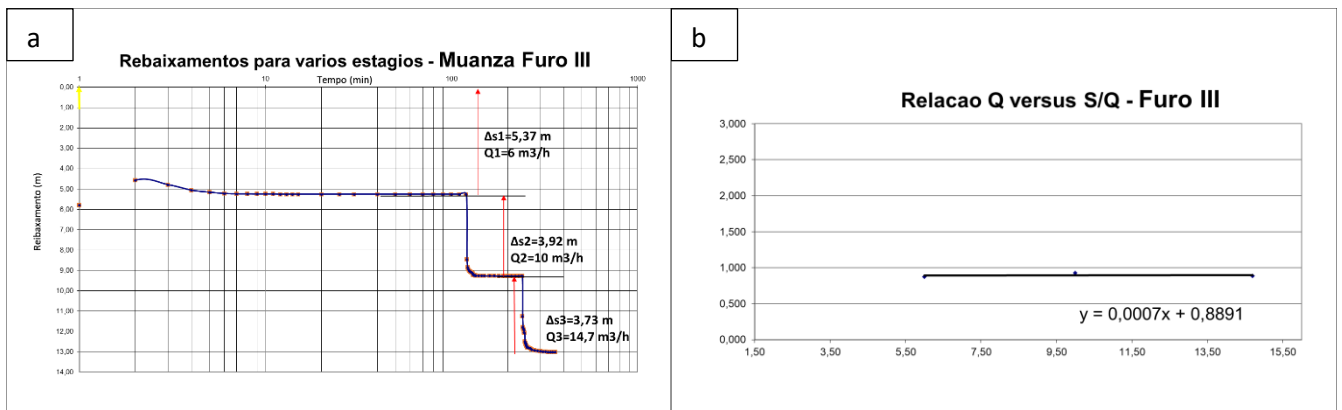 a
Rebaixamentos para varios estagios - Muanza Furo III
Tempo (min)
1 10 100 1000
0,00
1,00
2,00
3,00
4,00
5,00
6,00
7,00
8,00
9,00
10,00
11,00
12,00
13,00
14,00
Reibaxamento (m)
Δs1=5,37 m
Q1=6 m3/h
Δs2=3,92 m
Q2=10 m3/h
Δs3=3,73 m
Q3=14,7 m3/h
b
Relacao Q versus S/Q - Furo III
3,000
2,500
2,000
1,500
1,000
0,500
0,000
y = 0,0007x + 0,8891
1,50 3,50 5,50 7,50 9,50 11,50 13,50 15,50